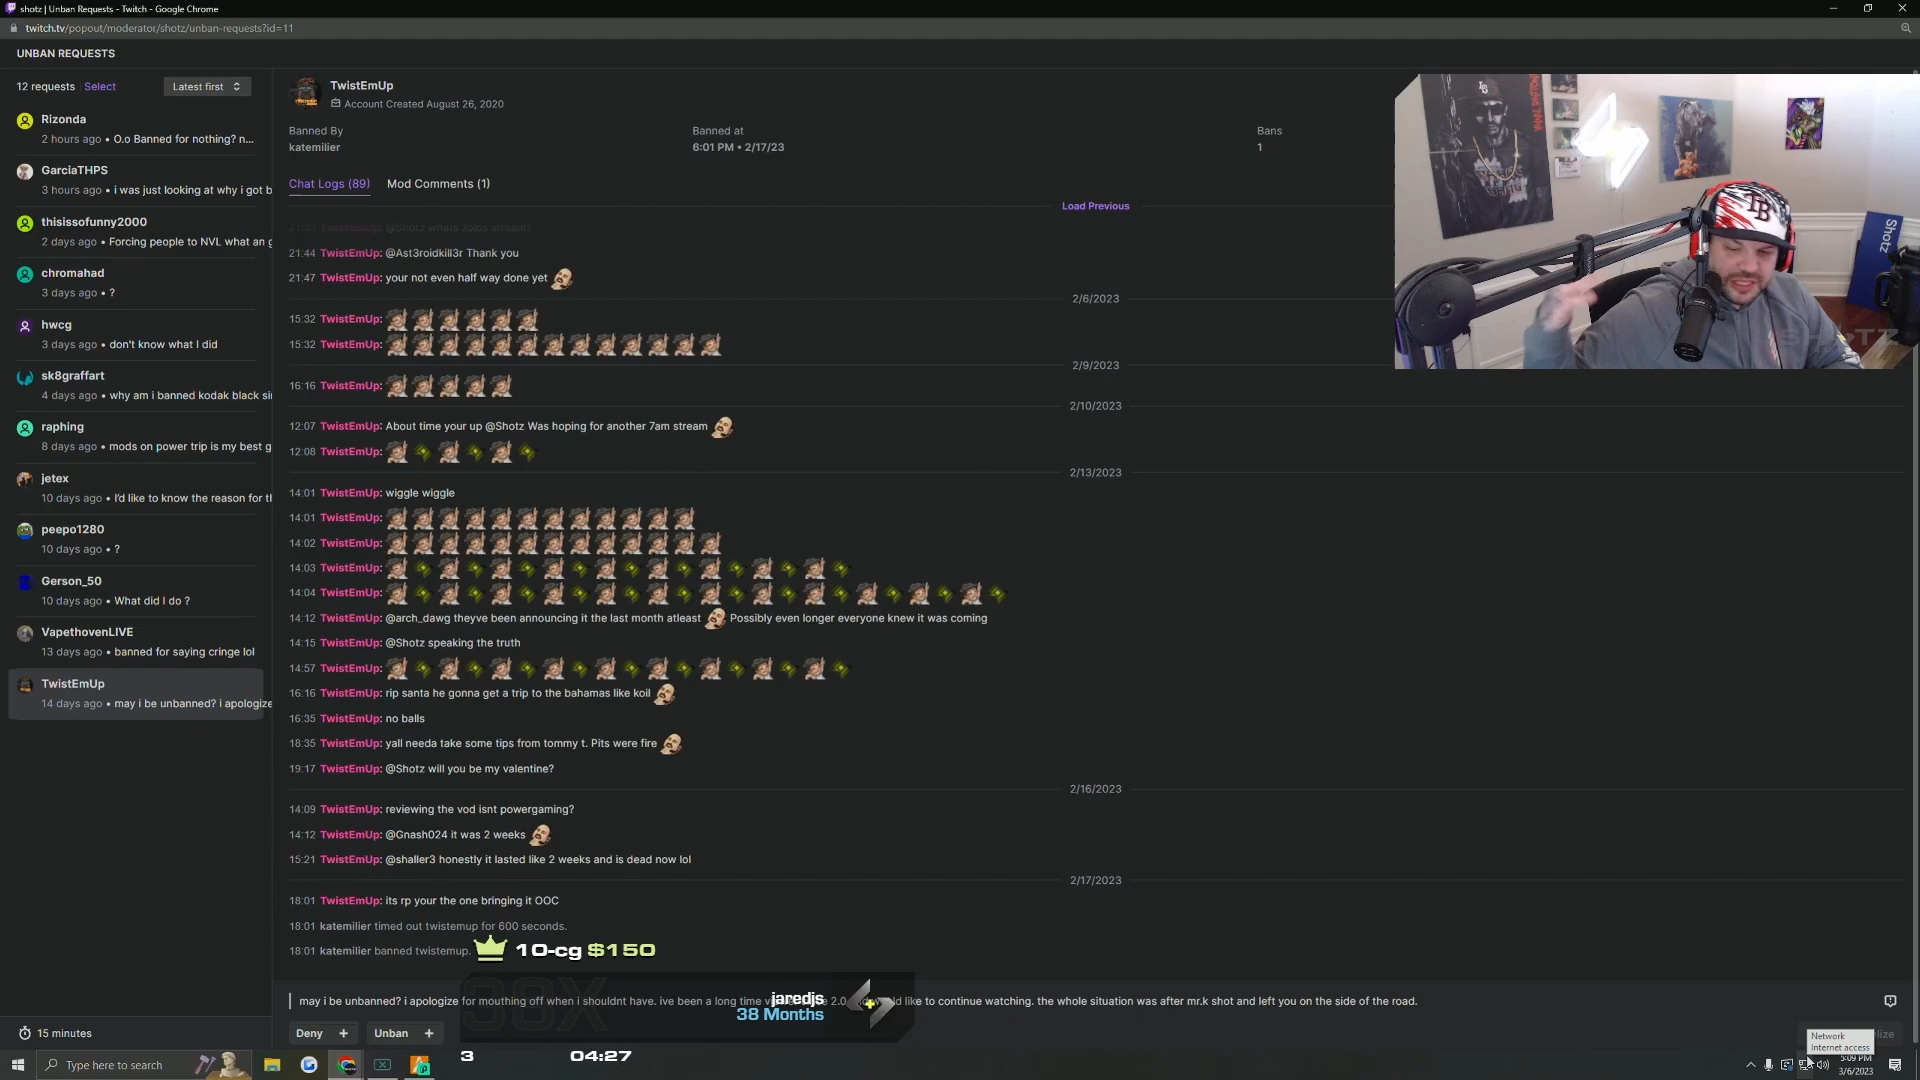 shotz | Unban Requests - Twitch - Google Chrome
twitch.tv/popout/moderator/shotz/unban-requests?id=11
UNBAN REQUESTS
12 requests Select Latest first
Rizonda
2 hours ago • O.o Banned for nothing? n...
GarciaTHPS
3 hours ago • i was just looking at why i got b
thisissofunny2000
2 days ago • Forcing people to NVL what an g
chromahad
3 days ago • ?
hwcg
3 days ago • don't know what I did
sk8graffart
4 days ago • why am i banned kodak black si
raphing
8 days ago • mods on power trip is my best g
jetex
10 days ago • I'd like to know the reason for th
peepo1280
10 days ago • ?
Gerson_50
10 days ago • What did I do ?
VapethovenLIVE
13 days ago • banned for saying cringe lol
TwistEmUp
14 days ago • may i be unbanned? i apologize
15 minutes
TwistEmUp
Account Created August 26, 2020
Banned By
katemilier
Banned at
6:01 PM • 2/17/23
Bans
1
Chat Logs (89) Mod Comments (1)
Load Previous
TwistEmUp: @Shotz whats zolds stream?
21:44 TwistEmUp: @Ast3roidkill3r Thank you
21:47 TwistEmUp: your not even half way done yet
2/6/2023
15:32 TwistEmUp:
15:32 TwistEmUp:
2/9/2023
16:16 TwistEmUp:
2/10/2023
12:07 TwistEmUp: About time your up @Shotz Was hoping for another 7am stream
12:08 TwistEmUp:
2/13/2023
14:01 TwistEmUp: wiggle wiggle
14:01 TwistEmUp:
14:02 TwistEmUp:
14:03 TwistEmUp:
14:04 TwistEmUp:
14:12 TwistEmUp: @arch_dawg theyve been announcing it the last month atleast Possibly even longer everyone knew it was coming
14:15 TwistEmUp: @Shotz speaking the truth
14:57 TwistEmUp:
16:16 TwistEmUp: rip santa he gonna get a trip to the bahamas like koil
16:35 TwistEmUp: no balls
18:35 TwistEmUp: yall needa take some tips from tommy t. Pits were fire
19:17 TwistEmUp: @Shotz will you be my valentine?
2/16/2023
14:09 TwistEmUp: reviewing the vod isnt powergaming?
14:12 TwistEmUp: @Gnash024 it was 2 weeks
15:21 TwistEmUp: @shaller3 honestly it lasted like 2 weeks and is dead now lol
2/17/2023
18:01 TwistEmUp: its rp your the one bringing it OOC
18:01 katemilier timed out twistemup for 600 seconds.
18:01 katemilier banned twistemup.
10-cg $150
may i be unbanned? i apologize for mouthing off when i shouldnt have. ive been a long time 2.0 like to continue watching. the whole situation was after mr.k shot and left you on the side of the road.
38X
jaredjs
38 Months
Deny + Unban +
3 04:27
Type here to search
Network
Internet access
5:09 PM
3/6/2023
Shotz
SHOTZ